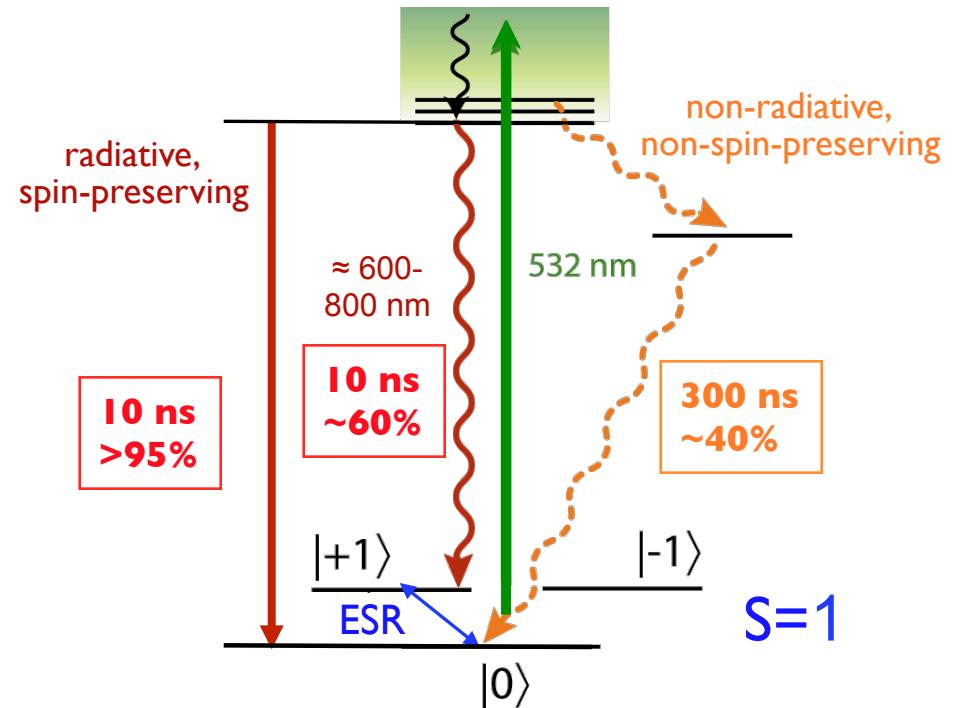 radiative,
spin-preserving
non-radiative,
non-spin-preserving
≈ 600-
800 nm
532 nm
10 ns
>95%
10 ns
~60%
300 ns
~40%
|+1⟩
|-1⟩
ESR
S=1
|0⟩